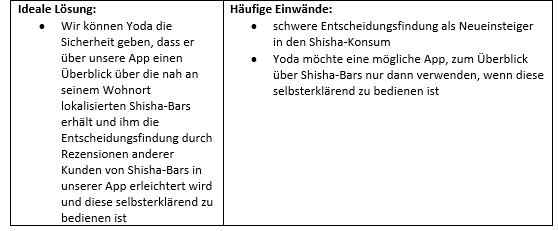 Ideale Lösung:
• Wir können Yoda die
Sicherheit geben, dass er
über unsere App einen
Überblick über die nah an
seinem Wohnort
lokalisierten Shisha-Bars
erhält und ihm die
Entscheidungsfindung durch
Rezensionen anderer
Kunden von Shisha-Bars in
unserer App erleichtert wird
und diese selbsterklärend zu
bedienen ist
Häufige Einwände:
• schwere Entscheidungsfindung als Neueinsteiger
in den Shisha-Konsum
• Yoda möchte eine mögliche App, zum Überblick
über Shisha-Bars nur dann verwenden, wenn diese
selbsterklärend zu bedienen ist